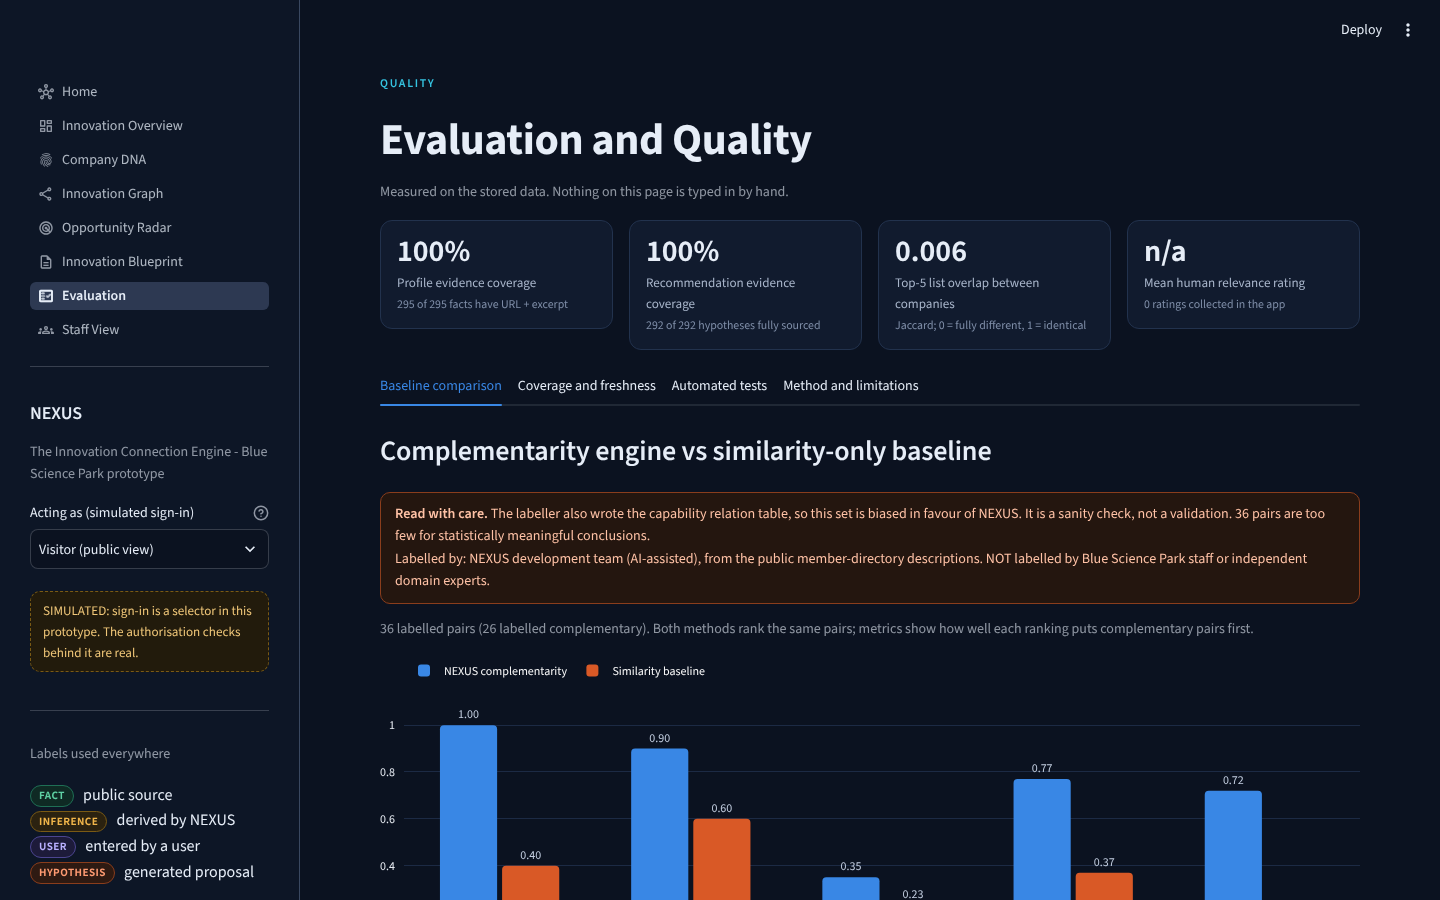 Deploy
Home
Innovation Overview
Company DNA
Innovation Graph
Opportunity Radar
Innovation Blueprint
Evaluation
Staff View
NEXUS
The Innovation Connection Engine - Blue
Science Park prototype
Acting as (simulated sign-in)
Visitor (public view)
SIMULATED: sign-in is a selector in this
prototype. The authorisation checks
behind it are real.
Labels used everywhere
FACT public source
INFERENCE derived by NEXUS
USER entered by a user
HYPOTHESIS generated proposal
QUALITY
Evaluation and Quality
Measured on the stored data. Nothing on this page is typed in by hand.
100%
Profile evidence coverage
295 of 295 facts have URL + excerpt
100%
Recommendation evidence
coverage
292 of 292 hypotheses fully sourced
0.006
Top-5 list overlap between
companies
Jaccard; 0 = fully different, 1 = identical
n/a
Mean human relevance rating
0 ratings collected in the app
Baseline comparison Coverage and freshness Automated tests Method and limitations
Complementarity engine vs similarity-only baseline
Read with care. The labeller also wrote the capability relation table, so this set is biased in favour of NEXUS. It is a sanity check, not a validation. 36 pairs are too
few for statistically meaningful conclusions.
Labelled by: NEXUS development team (AI-assisted), from the public member-directory descriptions. NOT labelled by Blue Science Park staff or independent
domain experts.
36 labelled pairs (26 labelled complementary). Both methods rank the same pairs; metrics show how well each ranking puts complementary pairs first.
NEXUS complementarity Similarity baseline
1
0.8
0.6
0.4
1.00
0.40
0.90
0.60
0.35
0.23
0.77
0.37
0.72